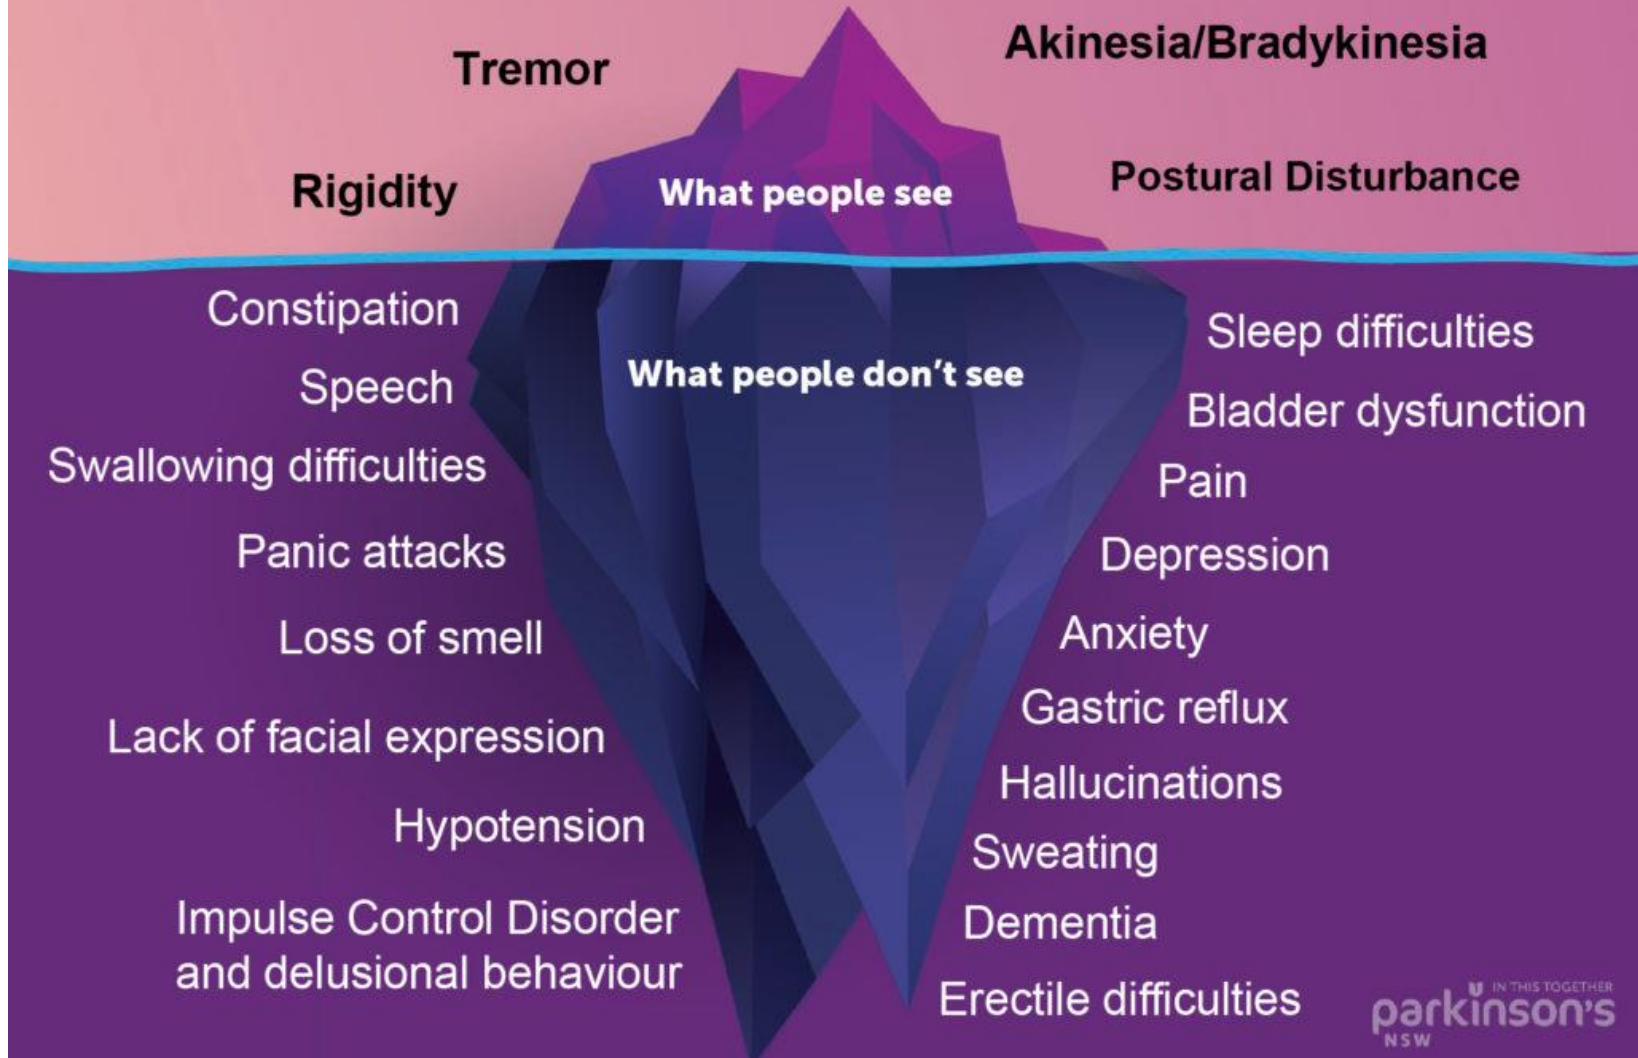 Tremor
Akinesia/Bradykinesia
Rigidity
What people see
Postural Disturbance
What people don't see
Constipation
Speech
Swallowing difficulties
Panic attacks
Loss of smell
Lack of facial expression
Hypotension
Impulse Control Disorder
and delusional behaviour
Sleep difficulties
Bladder dysfunction
Pain
Depression
Anxiety
Gastric reflux
Hallucinations
Sweating
Dementia
Erectile difficulties
IN THIS TOGETHER
parkinson's
NSW